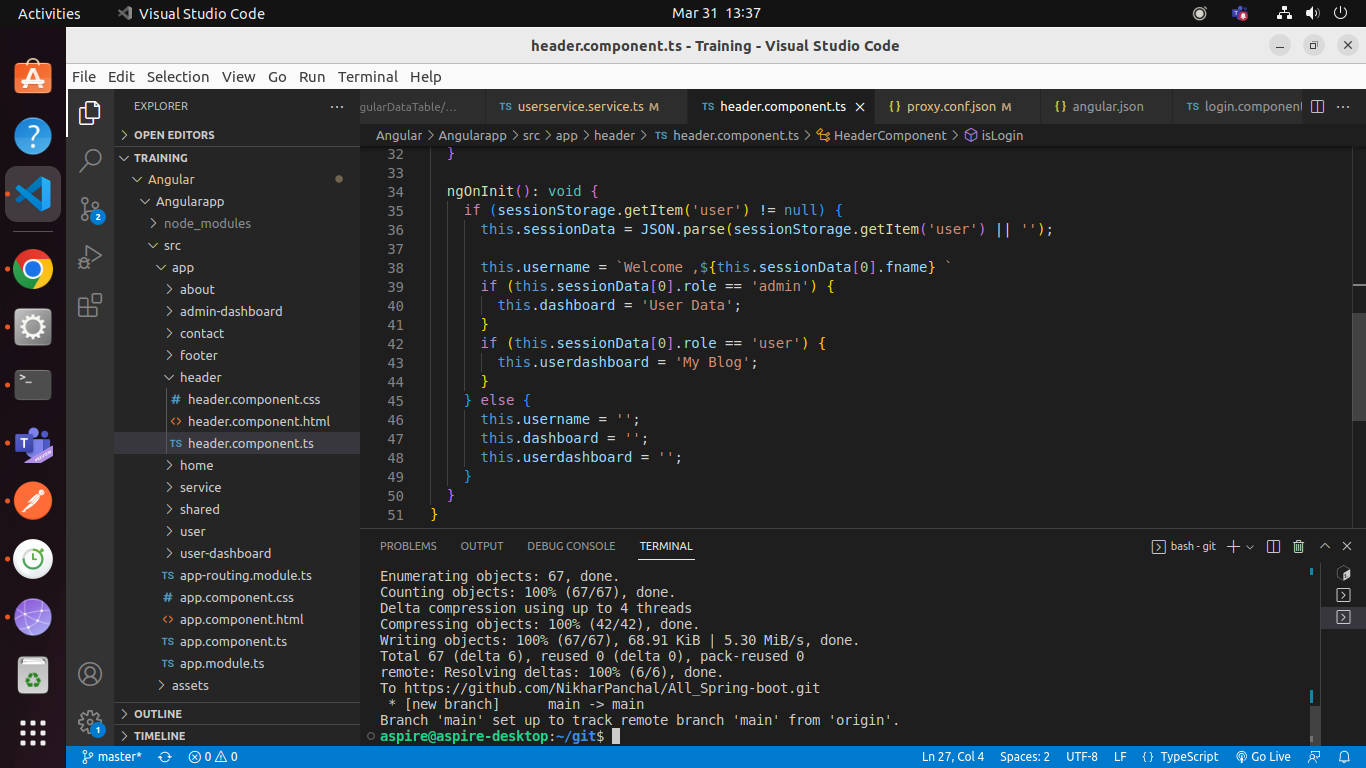 Activities
Visual Studio Code
Mar 31 13:37
header.component.ts - Training - Visual Studio Code
File Edit Selection View Go Run Terminal Help
EXPLORER
OPEN EDITORS
TRAINING
Angular
Angularapp
node_modules
src
app
about
admin-dashboard
contact
footer
header
# header.component.css
<> header.component.html
TS header.component.ts
home
service
shared
user
user-dashboard
TS app-routing.module.ts
# app.component.css
<> app.component.html
TS app.component.ts
TS app.module.ts
assets
OUTLINE
TIMELINE
2
1
gularDataTable/...
TS userservice.service.ts M
TS header.component.ts
{} proxy.conf.json M
{} angular.json
TS login.component
Angular > Angularapp > src > app > header > TS header.component.ts > HeaderComponent > isLogin
32 }
33
34 ngOnInit(): void {
35 if (sessionStorage.getItem('user') != null) {
36 this.sessionData = JSON.parse(sessionStorage.getItem('user') || '');
37
38 this.username = `Welcome ,${this.sessionData[0].fname} `
39 if (this.sessionData[0].role == 'admin') {
40 this.dashboard = 'User Data';
41 }
42 if (this.sessionData[0].role == 'user') {
43 this.userdashboard = 'My Blog';
44 }
45 } else {
46 this.username = '';
47 this.dashboard = '';
48 this.userdashboard = '';
49 }
50 }
51 }
PROBLEMS OUTPUT DEBUG CONSOLE TERMINAL
bash - git
Enumerating objects: 67, done.
Counting objects: 100% (67/67), done.
Delta compression using up to 4 threads
Compressing objects: 100% (42/42), done.
Writing objects: 100% (67/67), 68.91 KiB | 5.30 MiB/s, done.
Total 67 (delta 6), reused 0 (delta 0), pack-reused 0
remote: Resolving deltas: 100% (6/6), done.
To https://github.com/NikharPanchal/All_Spring-boot.git
* [new branch] main -> main
Branch 'main' set up to track remote branch 'main' from 'origin'.
aspire@aspire-desktop:~/git$
master* 0 0 Ln 27, Col 4 Spaces: 2 UTF-8 LF {} TypeScript Go Live